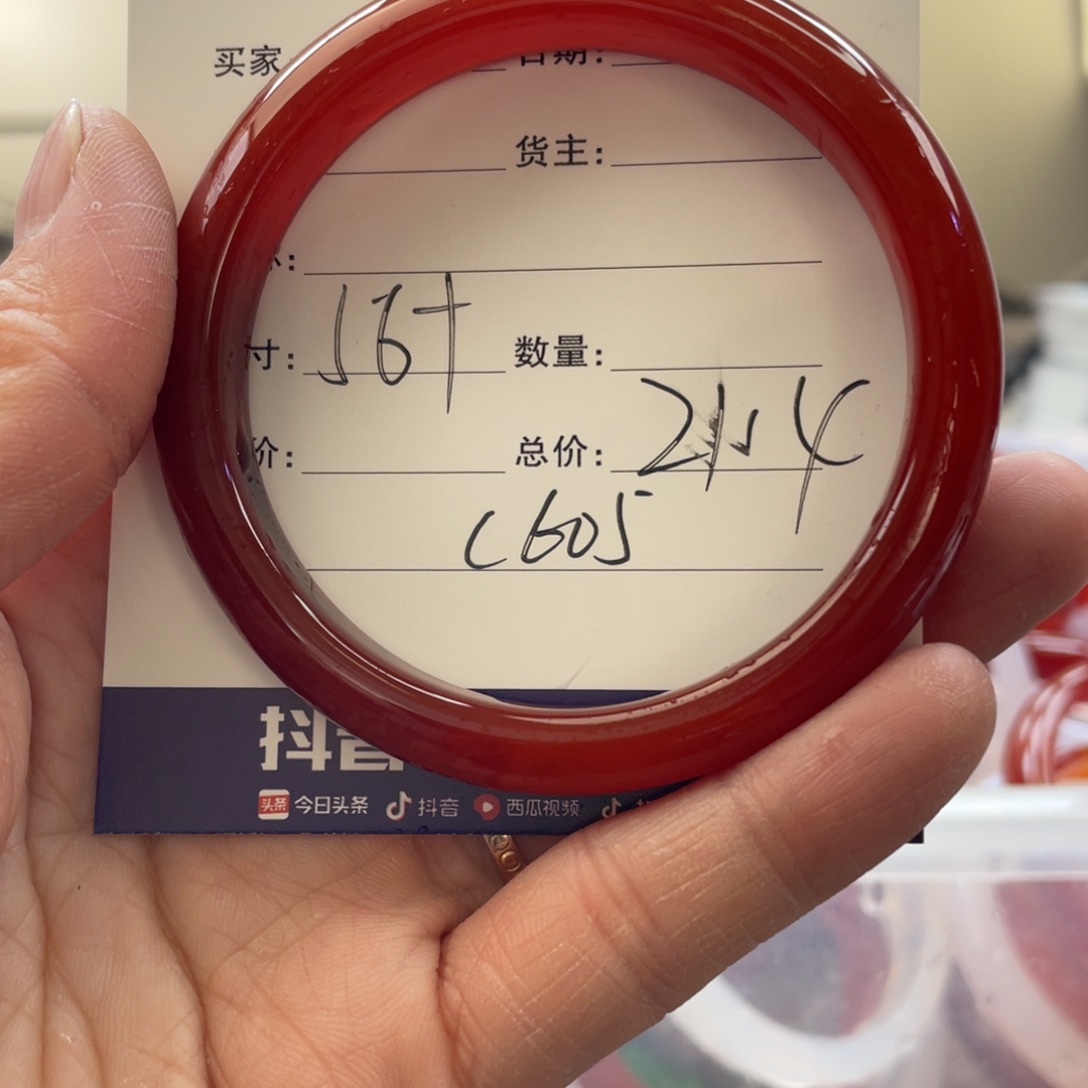 买家 日期:
货主:
寸: 56+ 数量:
价: 总价:
C605
抖音
头条 今日头条 抖音 西瓜视频